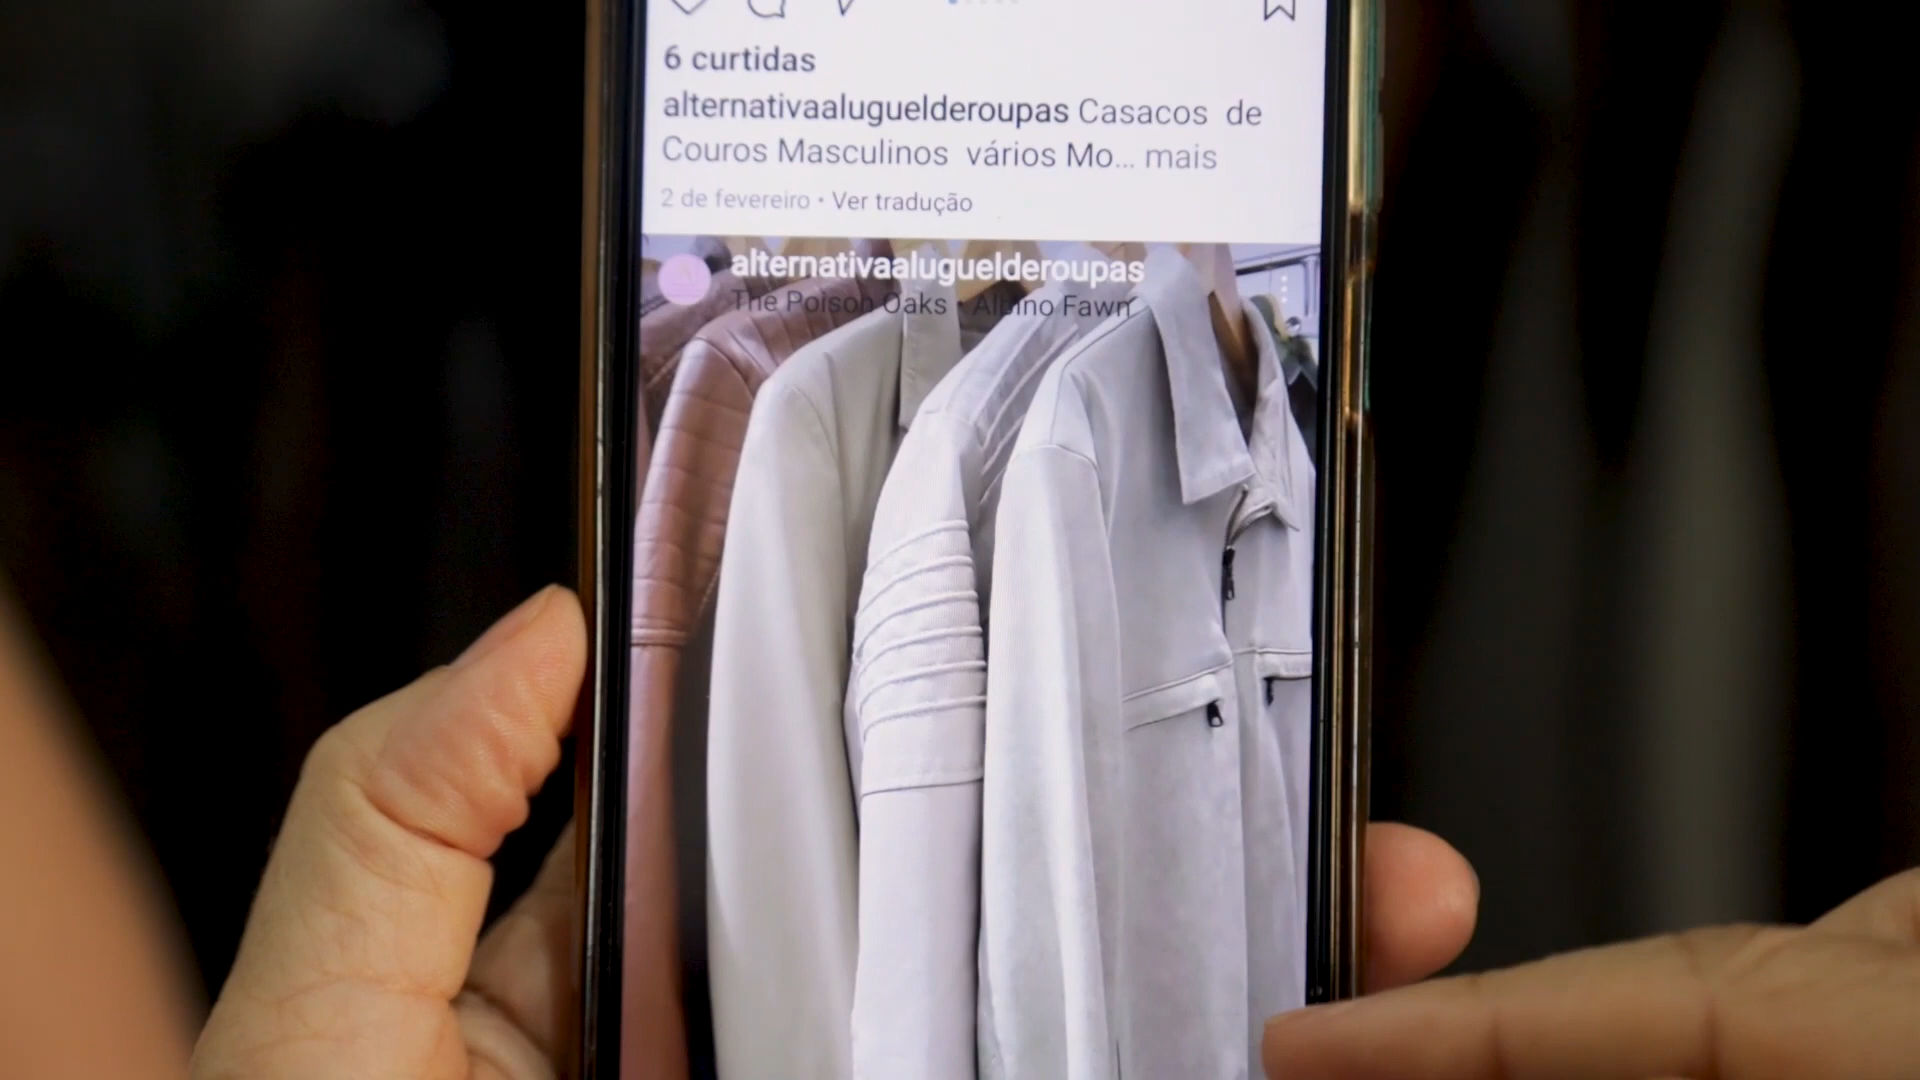 6 curtidas
alternativaaluguelderoupas Casacos de
Couros Masculinos vários Mo... mais
2 de fevereiro • Ver tradução
alternativaaluguelderoupas
The Poison Oaks • Albino Fawn